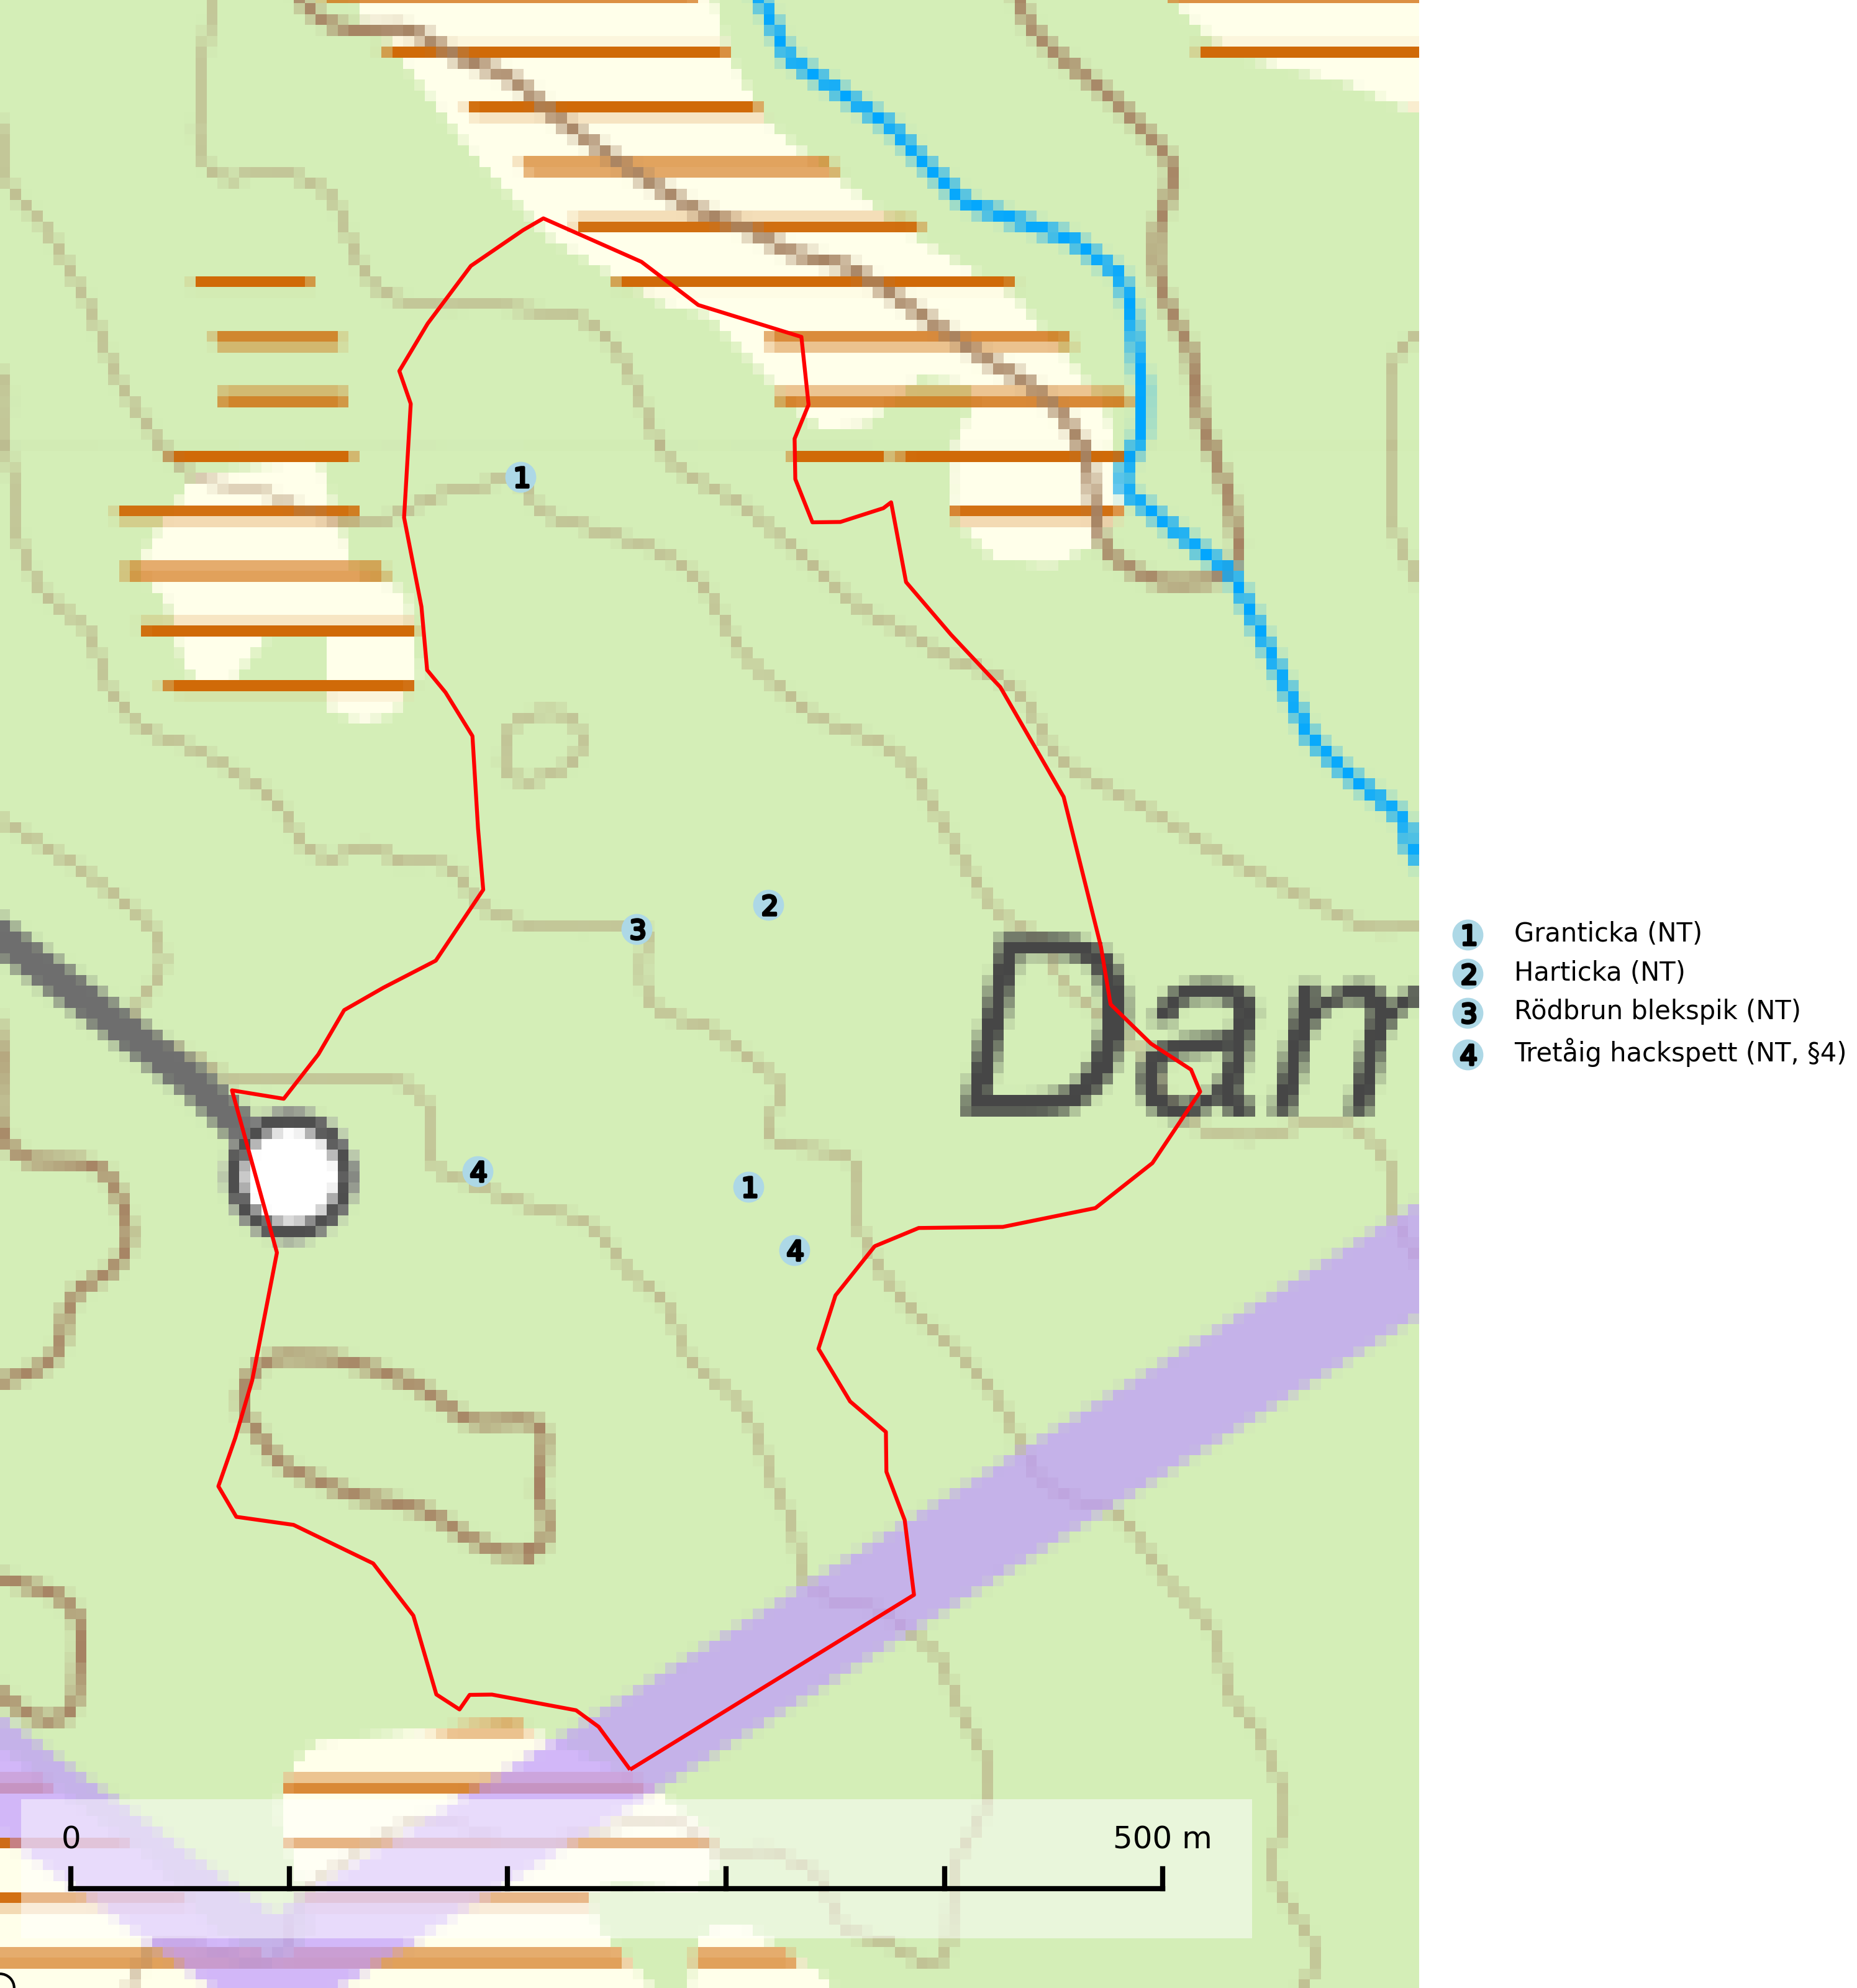 1
2
3
Dam
4
1
4
1 Granticka (NT)
2 Harticka (NT)
3 Rödbrun blekspik (NT)
4 Tretåig hackspett (NT, §4)
0 500 m